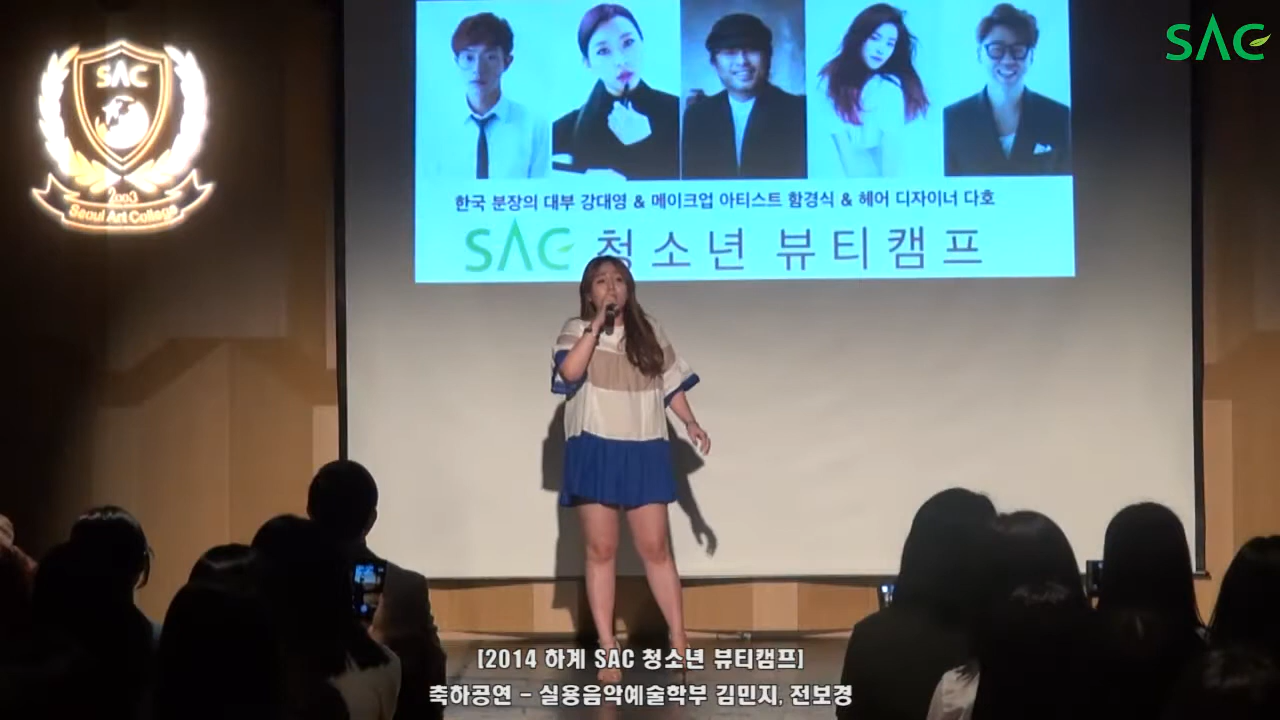 SAC
SAC
2003
Seoul Art College
한국 분장의 대부 강대영 & 메이크업 아티스트 함경식 & 헤어 디자이너 다호
SAC 청소년 뷰티캠프
[2014 하계 SAC 청소년 뷰티캠프]
축하공연 - 실용음악예술학부 김민지, 전보경